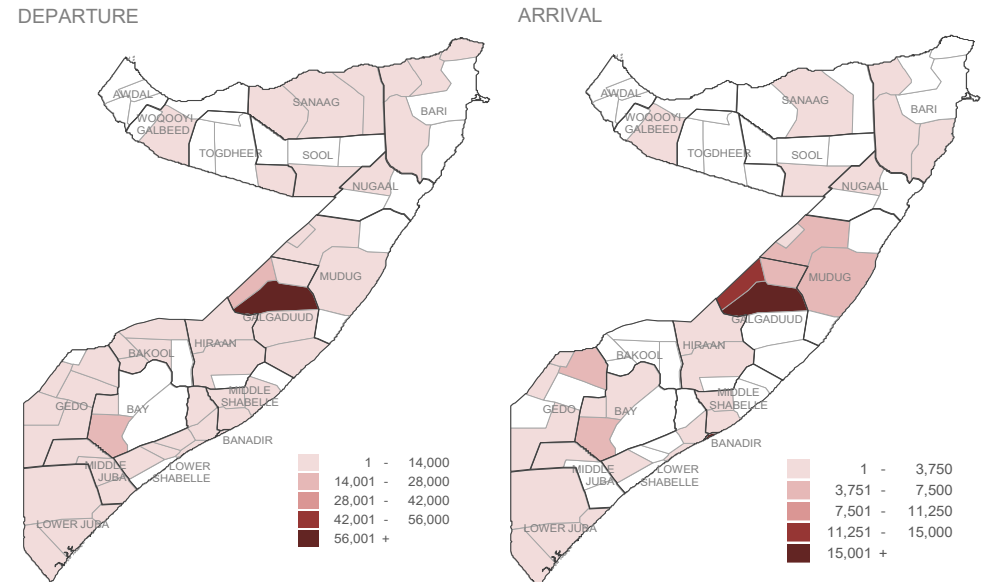 DEPARTURE
AWDAL
WOQOOYI
GALBEED
TOGDHEER
SANAAG
SOOL
BARI
NUGAAL
MUDUG
GALGADUUD
HIRAAN
BAKOOL
MIDDLE
SHABELLE
GEDO
BAY
BANADIR
MIDDLE
JUBA
LOWER
SHABELLE
LOWER JUBA
1 - 14,000
14,001 - 28,000
28,001 - 42,000
42,001 - 56,000
56,001 +
ARRIVAL
AWDAL
WOQOOYI
GALBEED
TOGDHEER
SANAAG
SOOL
BARI
NUGAAL
MUDUG
GALGADUUD
HIRAAN
BAKOOL
MIDDLE
SHABELLE
GEDO
BAY
BANADIR
MIDDLE
JUBA
LOWER
SHABELLE
LOWER JUBA
1 - 3,750
3,751 - 7,500
7,501 - 11,250
11,251 - 15,000
15,001 +